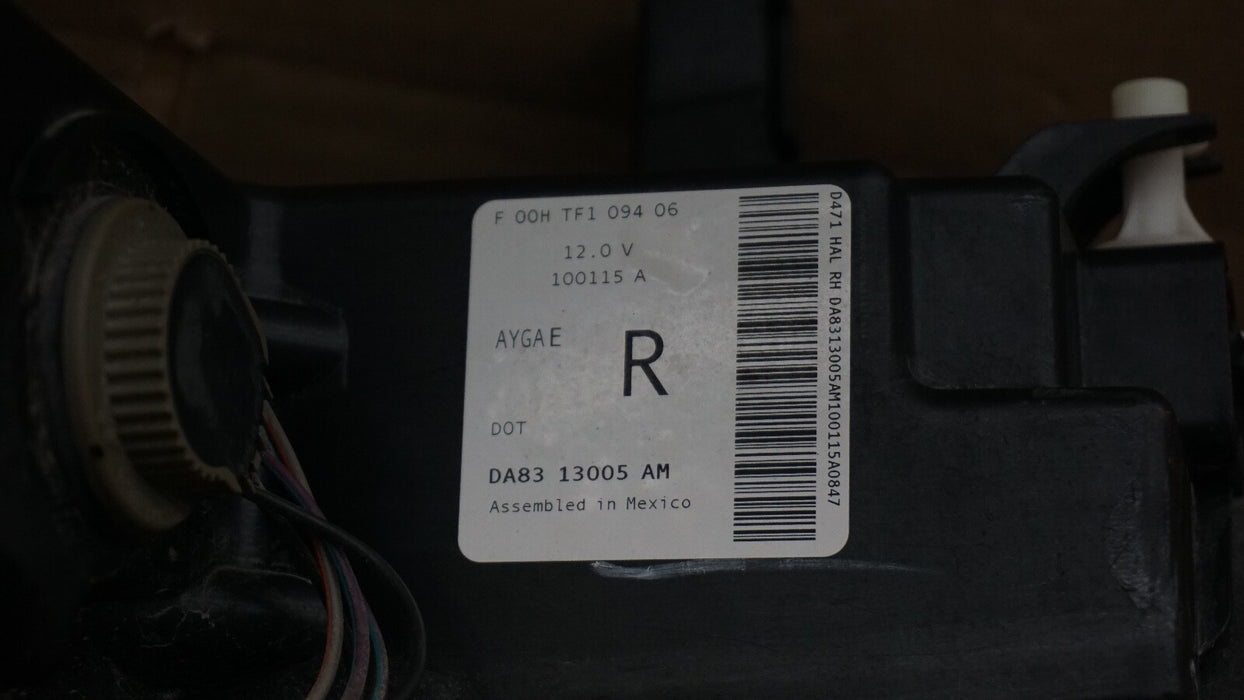 F 00H TF1 094 06
12.0 V
100115 A
AYGAE
R
DOT
DA83 13005 AM
Assembled in Mexico
D471 HAL RH DA8313005AM100115A0847